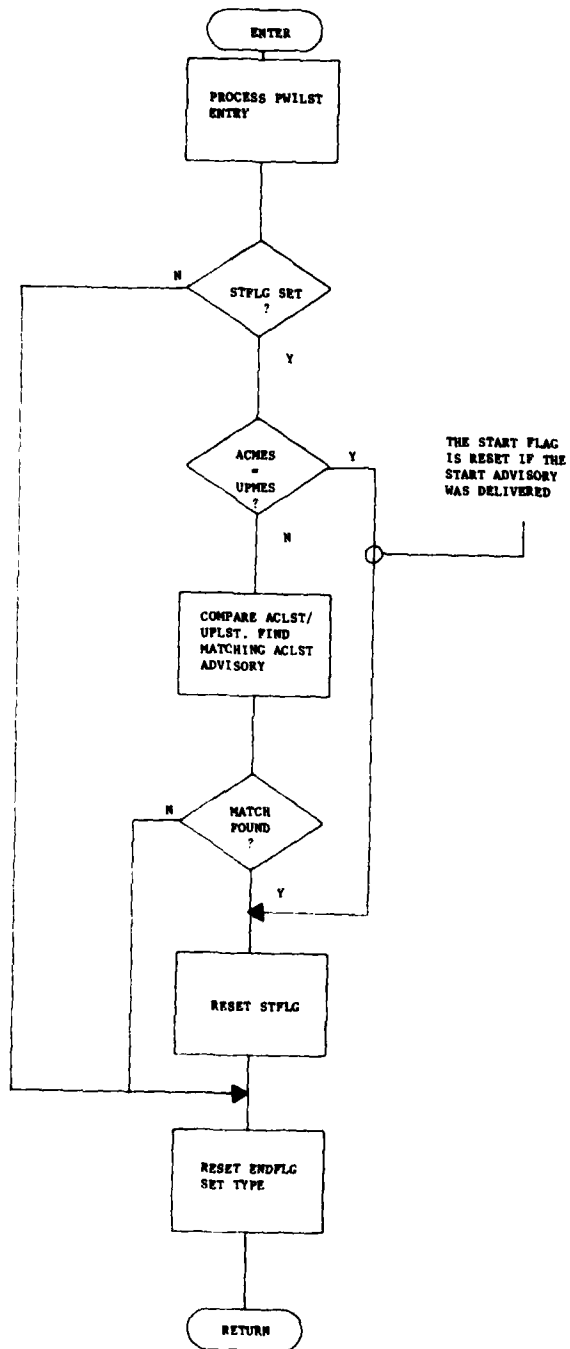 ENTER
PROCESS PWILST
ENTRY
N
STFLG SET
?
Y
ACMES
=
UPMES
?
Y
N
THE START FLAG
IS RESET IF THE
START ADVISORY
WAS DELIVERED
COMPARE ACLST/
UPLST. FIND
MATCHING ACLST
ADVISORY
N
MATCH
FOUND
?
Y
RESET STFLG
RESET ENDFLG
SET TYPE
RETURN